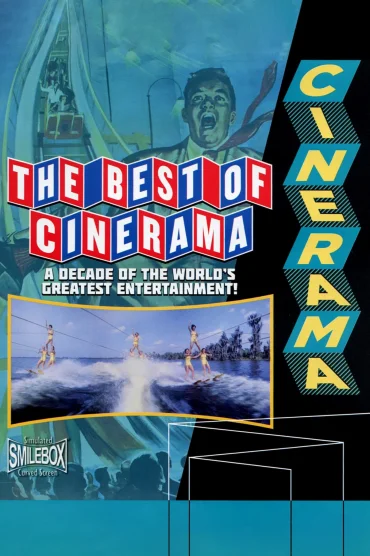 THE BEST OF
CINERAMA
A DECADE OF THE WORLD'S
GREATEST ENTERTAINMENT!
CINERAMA
Simulated
SMILEBOX
Curved Screen